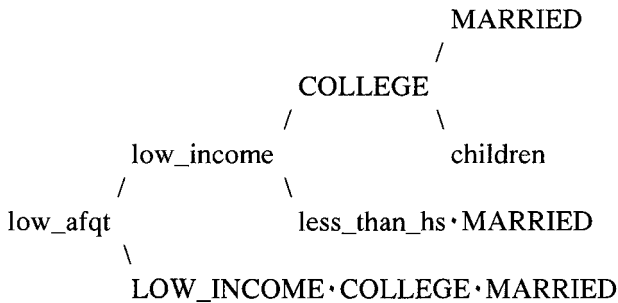 MARRIED
/
COLLEGE
/ \
low_income children
/ \
low_afqt less_than_hs·MARRIED
\
LOW_INCOME·COLLEGE·MARRIED